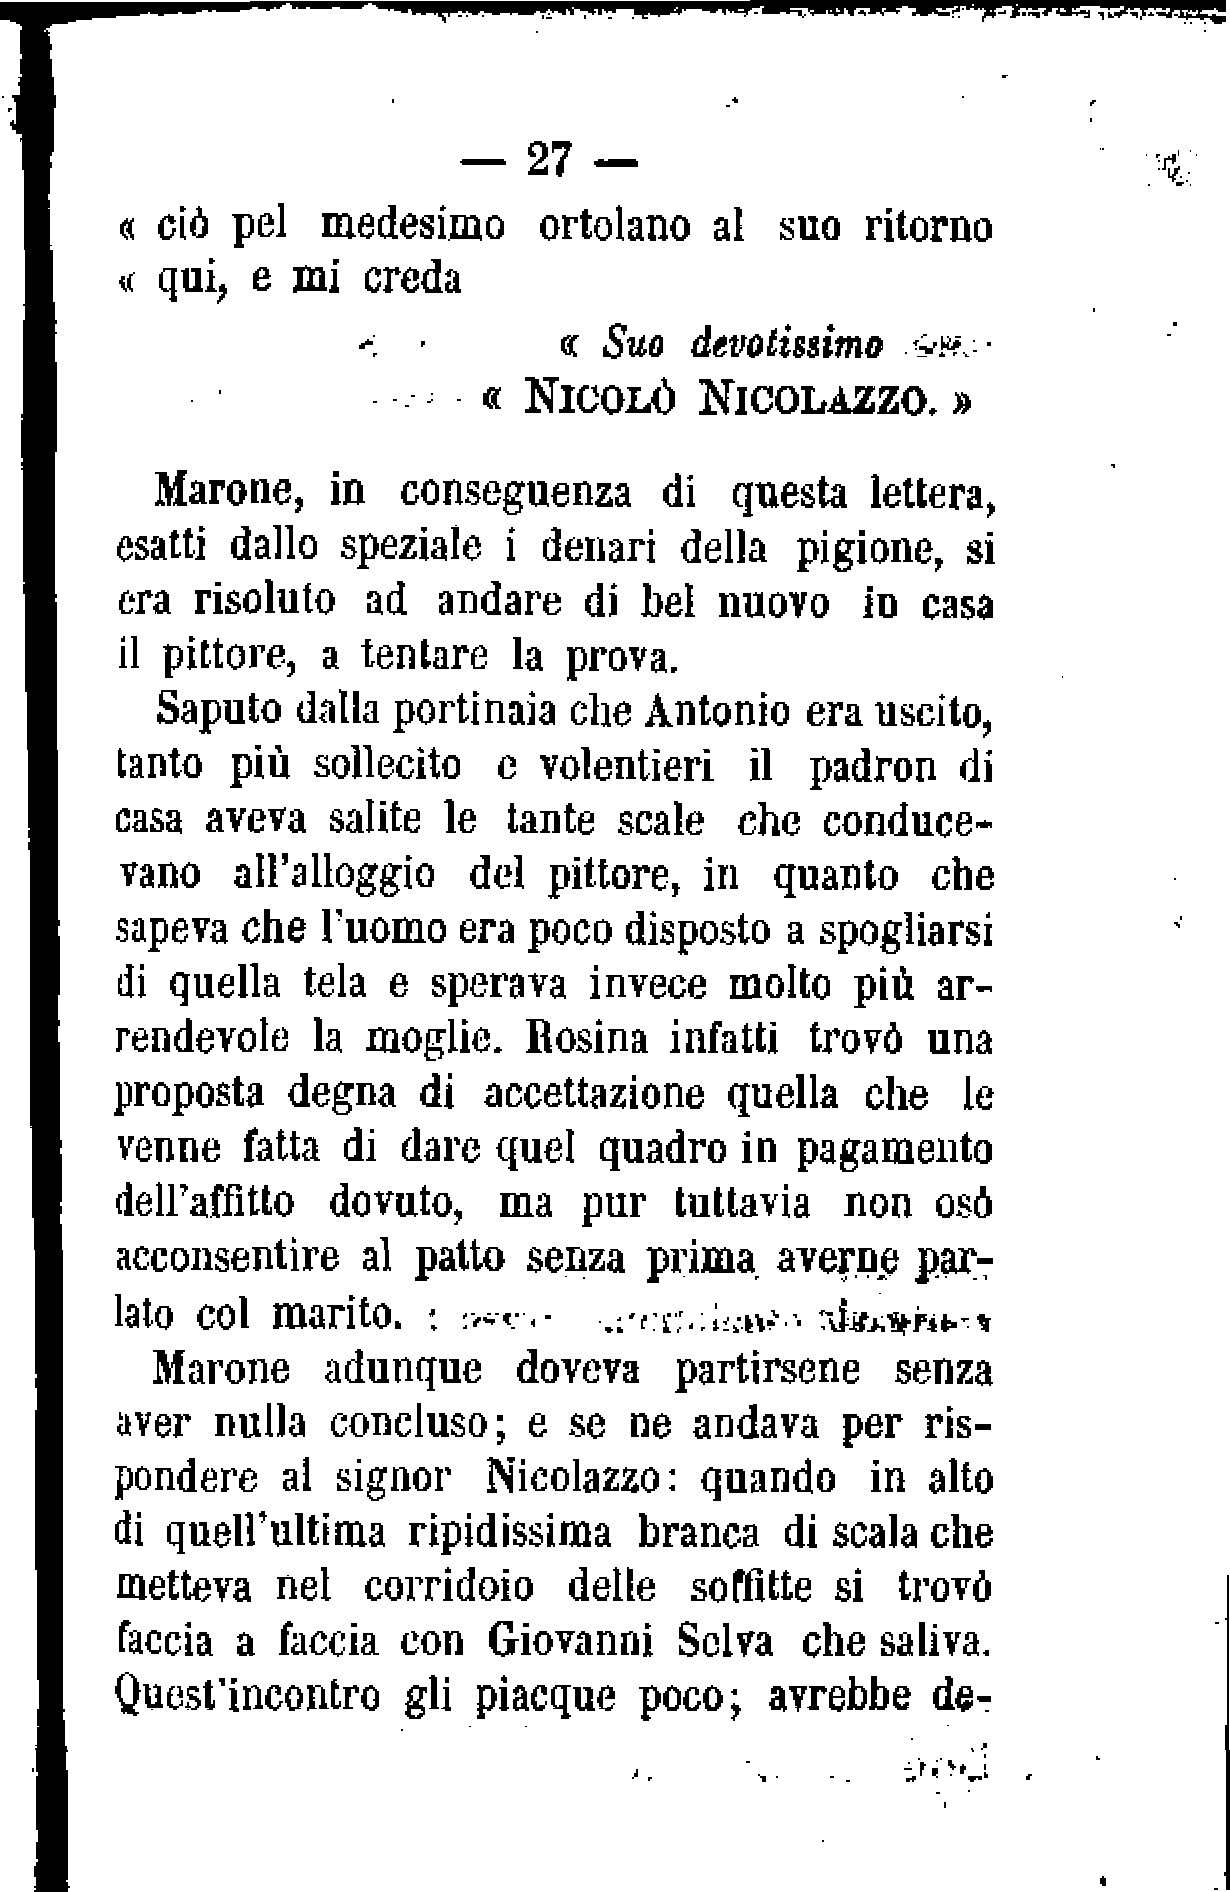 — 27 —
« ciò pel medesimo ortolano al suo ritorno
« qui, e mi creda
« Suo devotissimo
« NICOLÒ NICOLAZZO. »
Marone, in conseguenza di questa lettera,
esatti dallo speziale i denari della pigione, si
era risoluto ad andare di bel nuovo in casa
il pittore, a tentare la prova.
Saputo dalla portinaia che Antonio era uscito,
tanto più sollecito e volentieri il padron di
casa aveva salite le tante scale che conduce-
vano all'alloggio del pittore, in quanto che
sapeva che l'uomo era poco disposto a spogliarsi
di quella tela e sperava invece molto più ar-
rendevole la moglie. Rosina infatti trovò una
proposta degna di accettazione quella che le
venne fatta di dare quel quadro in pagamento
dell'affitto dovuto, ma pur tuttavia non osò
acconsentire al patto senza prima averne par-
lato col marito.
Marone adunque doveva partirsene senza
aver nulla concluso; e se ne andava per ris-
pondere al signor Nicolazzo: quando in alto
di quell'ultima ripidissima branca di scala che
metteva nel corridoio delle soffitte si trovò
faccia a faccia con Giovanni Selva che saliva.
Quest'incontro gli piacque poco; avrebbe de-